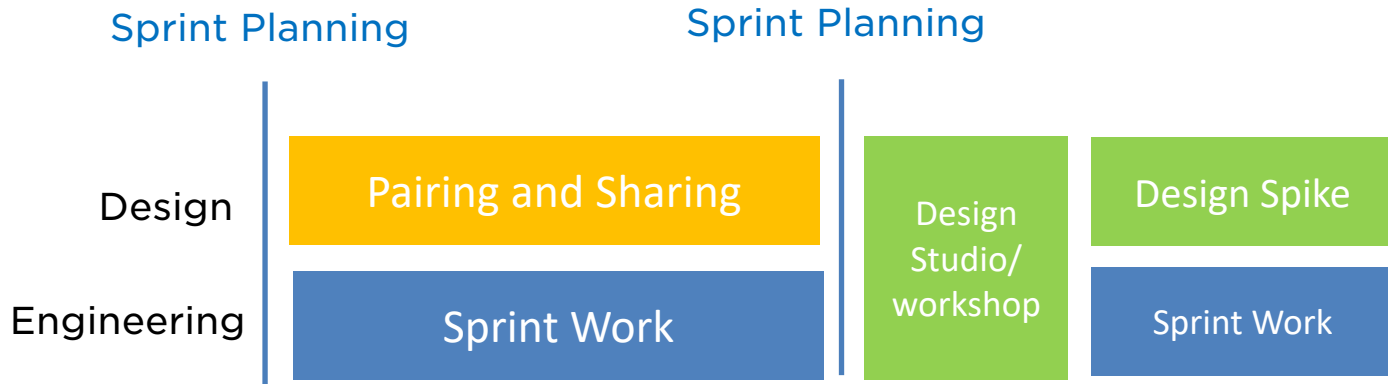 Sprint Planning
Sprint Planning
Design
Pairing and Sharing
Design
Studio/
workshop
Design Spike
Engineering
Sprint Work
Sprint Work